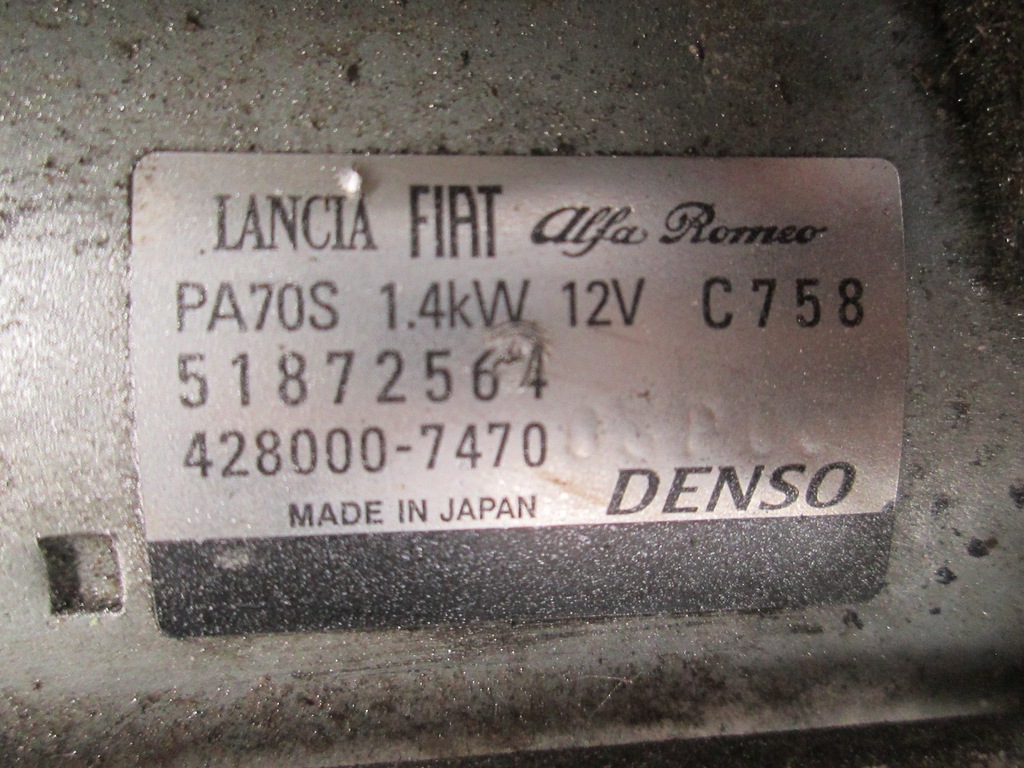 LANCIA FIAT Alfa Romeo
PA70S 1.4kW 12V C758
51872564
428000-7470
MADE IN JAPAN DENSO